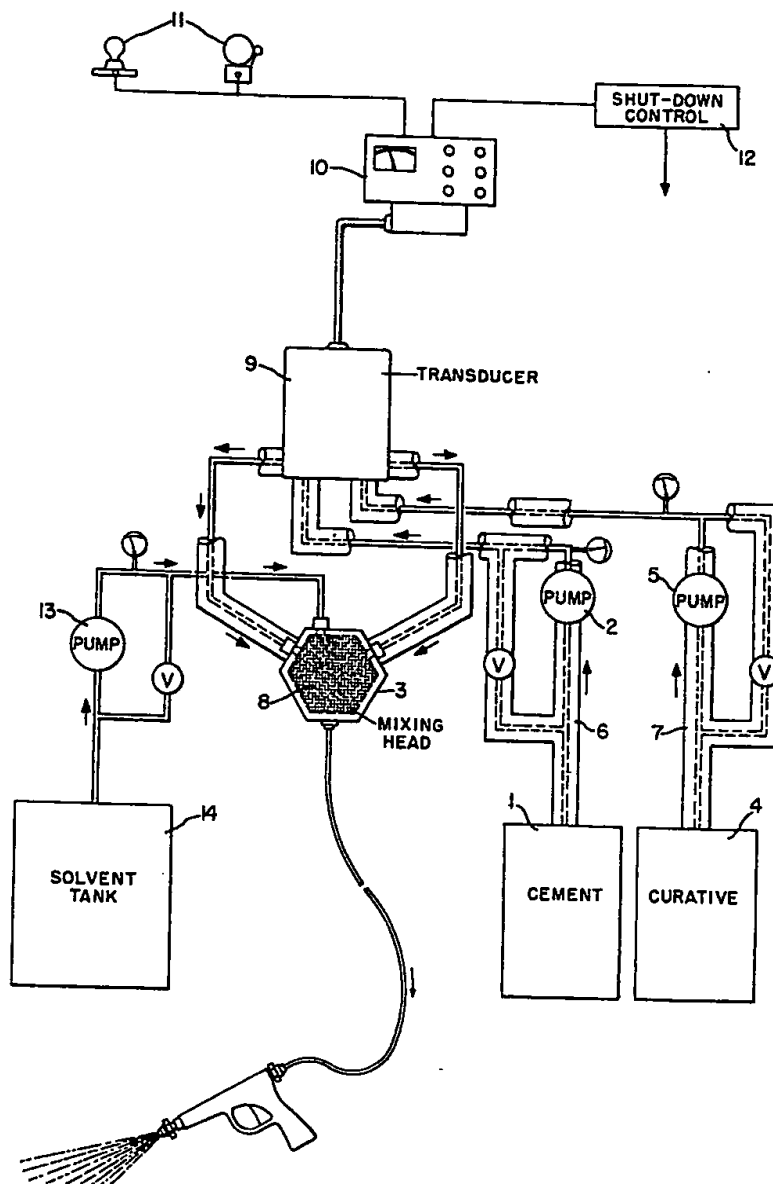 11
SHUT-DOWN
CONTROL
12
10
9
TRANSDUCER
13
PUMP
V
5
PUMP
PUMP
2
V
V
8
3
MIXING
HEAD
6
7
14
SOLVENT
TANK
1
CEMENT
4
CURATIVE